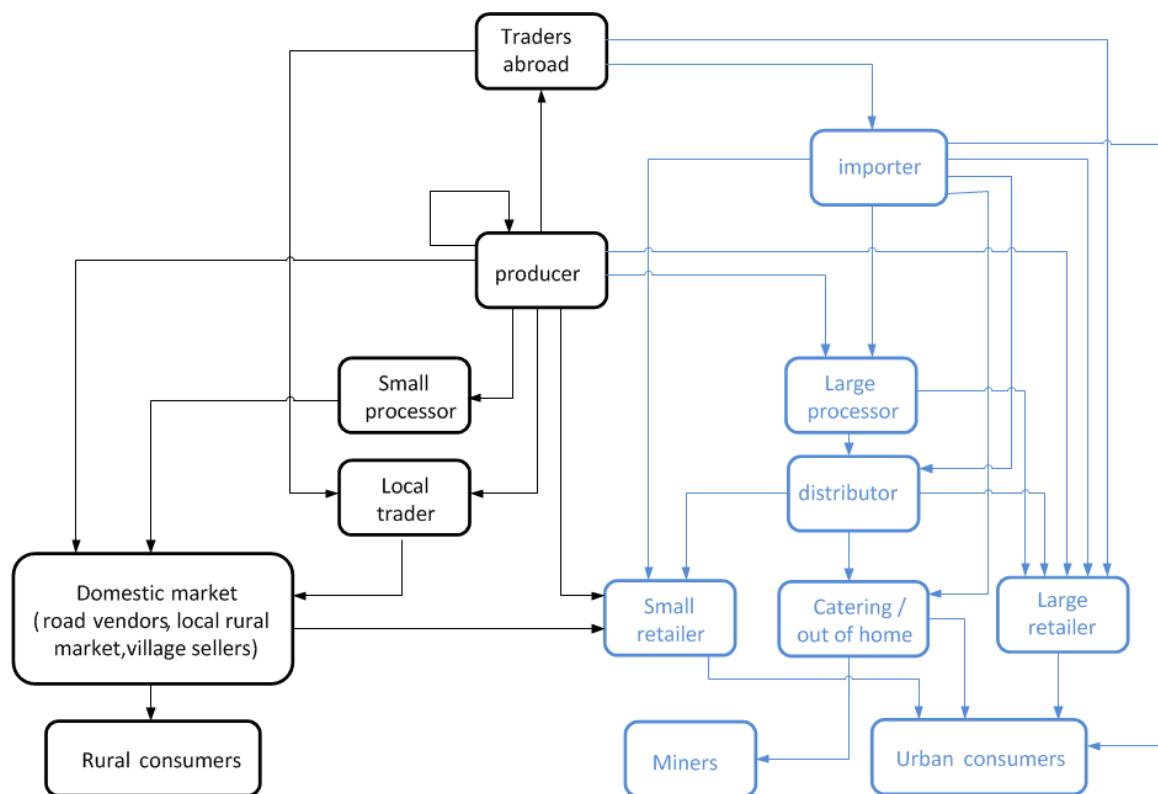 Traders
abroad
importer
producer
Small
processor
Large
processor
Local
trader
distributor
Domestic market
(road vendors, local rural
market,village sellers)
Small
retailer
Catering /
out of home
Large
retailer
Rural consumers
Miners
Urban consumers